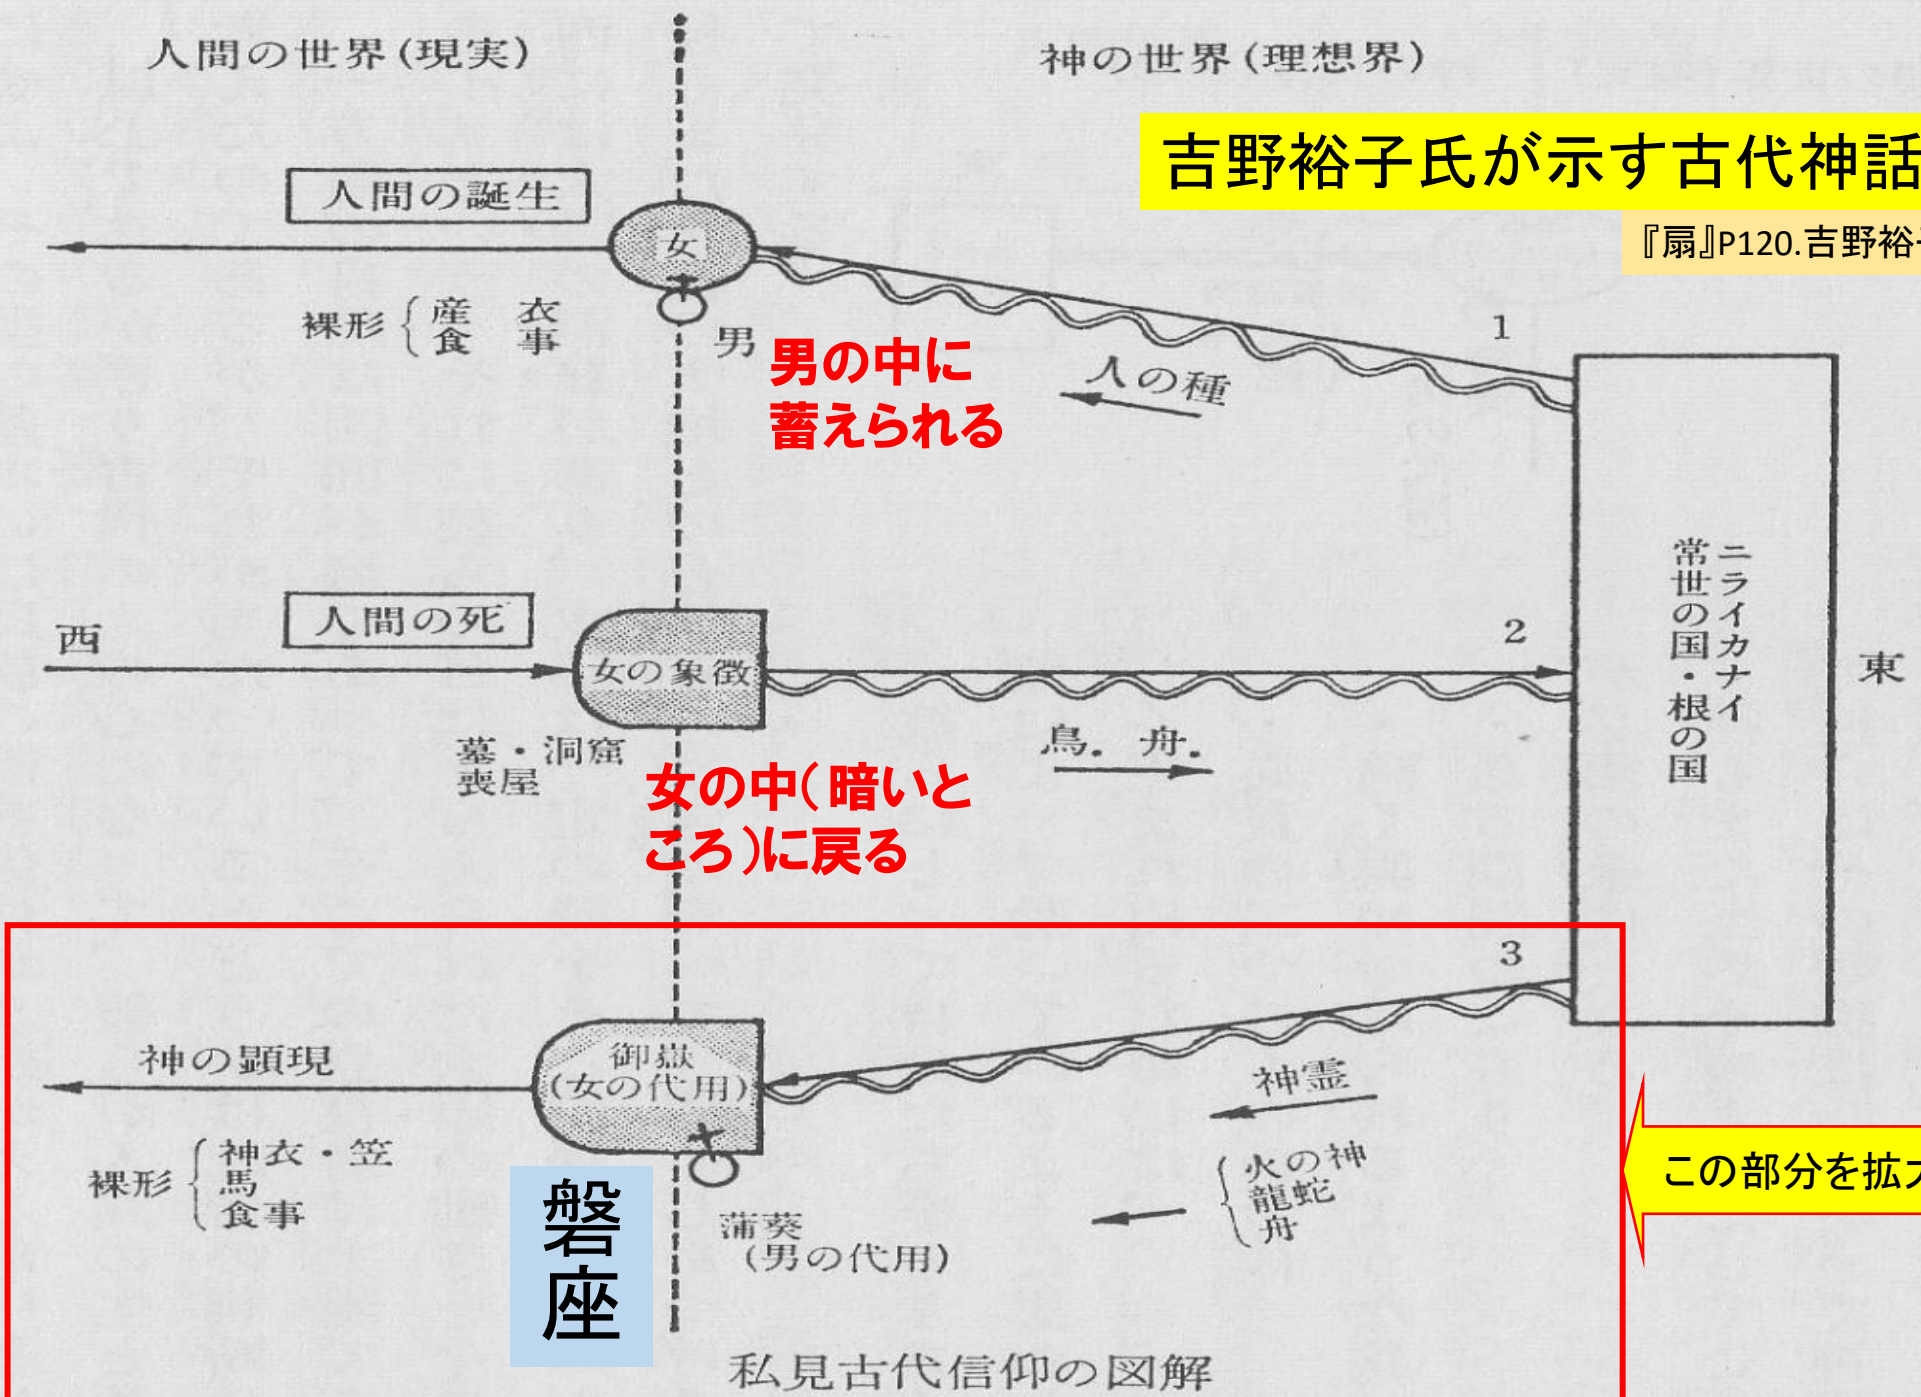 人間の世界(現実)
神の世界(理想界)
吉野裕子氏が示す古代神話
『扇』P120.吉野裕子
人間の誕生
女
裸形
産 衣
食 事
男
男の中に
蓄えられる
1
人の種
ニライカナイ
常世の国・根の国
西
人間の死
女の象徴
2
東
墓・洞窟
喪屋
鳥. 舟.
女の中(暗いと
ころ)に戻る
3
神の顕現
御嶽
(女の代用)
神霊
裸形
神衣・笠
馬
食事
火の神
龍蛇
舟
磐座
蒲葵
(男の代用)
この部分を拡大
私見古代信仰の図解